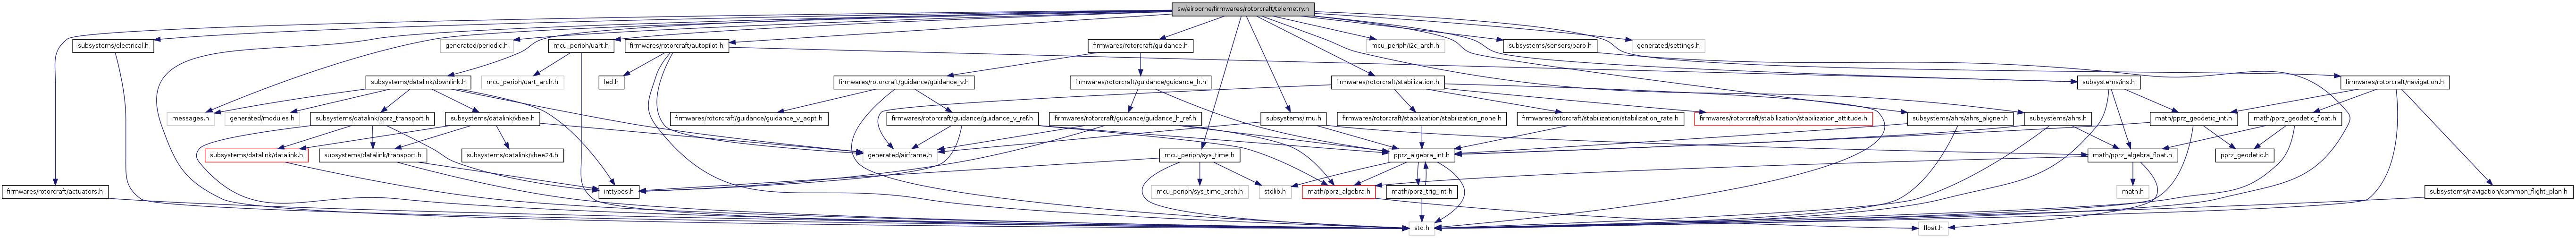 sw/airborne/firmwares/rotorcraft/telemetry.h
subsystems/electrical.h
generated/periodic.h
mcu_periph/uart.h
firmwares/rotorcraft/autopilot.h
firmwares/rotorcraft/guidance.h
mcu_periph/i2c_arch.h
subsystems/sensors/baro.h
generated/settings.h
subsystems/datalink/downlink.h
mcu_periph/uart_arch.h
led.h
firmwares/rotorcraft/guidance/guidance_v.h
firmwares/rotorcraft/guidance/guidance_h.h
firmwares/rotorcraft/stabilization.h
subsystems/ins.h
firmwares/rotorcraft/navigation.h
messages.h
generated/modules.h
subsystems/datalink/pprz_transport.h
subsystems/datalink/xbee.h
firmwares/rotorcraft/guidance/guidance_v_adpt.h
firmwares/rotorcraft/guidance/guidance_v_ref.h
firmwares/rotorcraft/guidance/guidance_h_ref.h
subsystems/imu.h
firmwares/rotorcraft/stabilization/stabilization_none.h
firmwares/rotorcraft/stabilization/stabilization_rate.h
firmwares/rotorcraft/stabilization/stabilization_attitude.h
subsystems/ahrs/ahrs_aligner.h
subsystems/ahrs.h
math/pprz_geodetic_int.h
math/pprz_geodetic_float.h
subsystems/datalink/datalink.h
subsystems/datalink/transport.h
subsystems/datalink/xbee24.h
generated/airframe.h
mcu_periph/sys_time.h
pprz_algebra_int.h
math/pprz_algebra_float.h
pprz_geodetic.h
firmwares/rotorcraft/actuators.h
inttypes.h
mcu_periph/sys_time_arch.h
stdlib.h
math/pprz_algebra.h
math/pprz_trig_int.h
math.h
subsystems/navigation/common_flight_plan.h
std.h
float.h